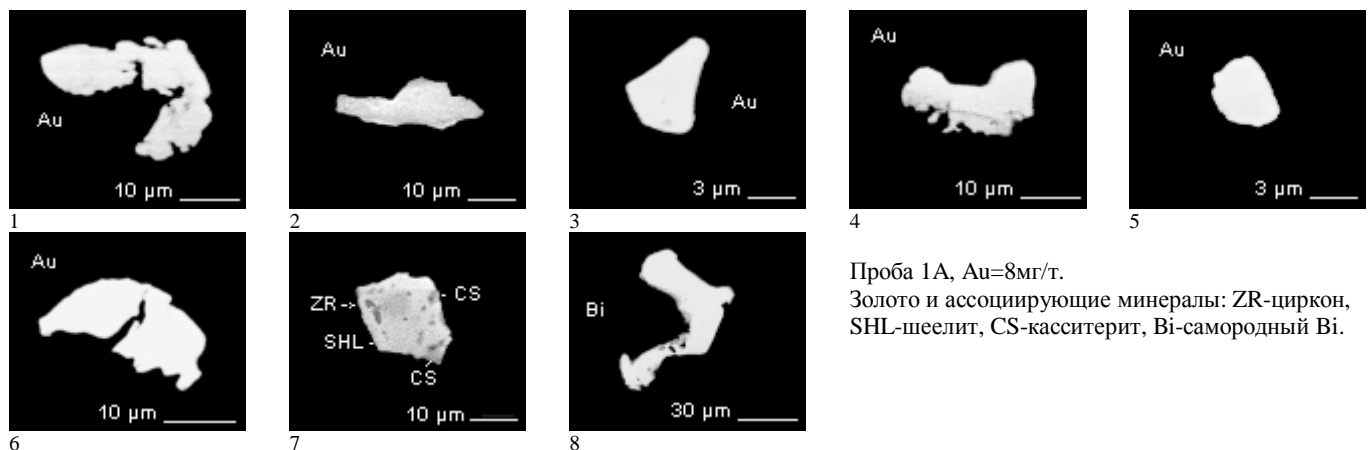 Au
Au
10 µm
1
Au
10 µm
2
Au
3 µm
3
Au
10 µm
4
Au
3 µm
5
Au
10 µm
6
ZR
CS
SHL
CS
10 µm
7
Bi
30 µm
8
Проба 1А, Au=8мг/т.
Золото и ассоциирующие минералы: ZR-циркон,
SHL-шеелит, CS-касситерит, Bi-самородный Bi.